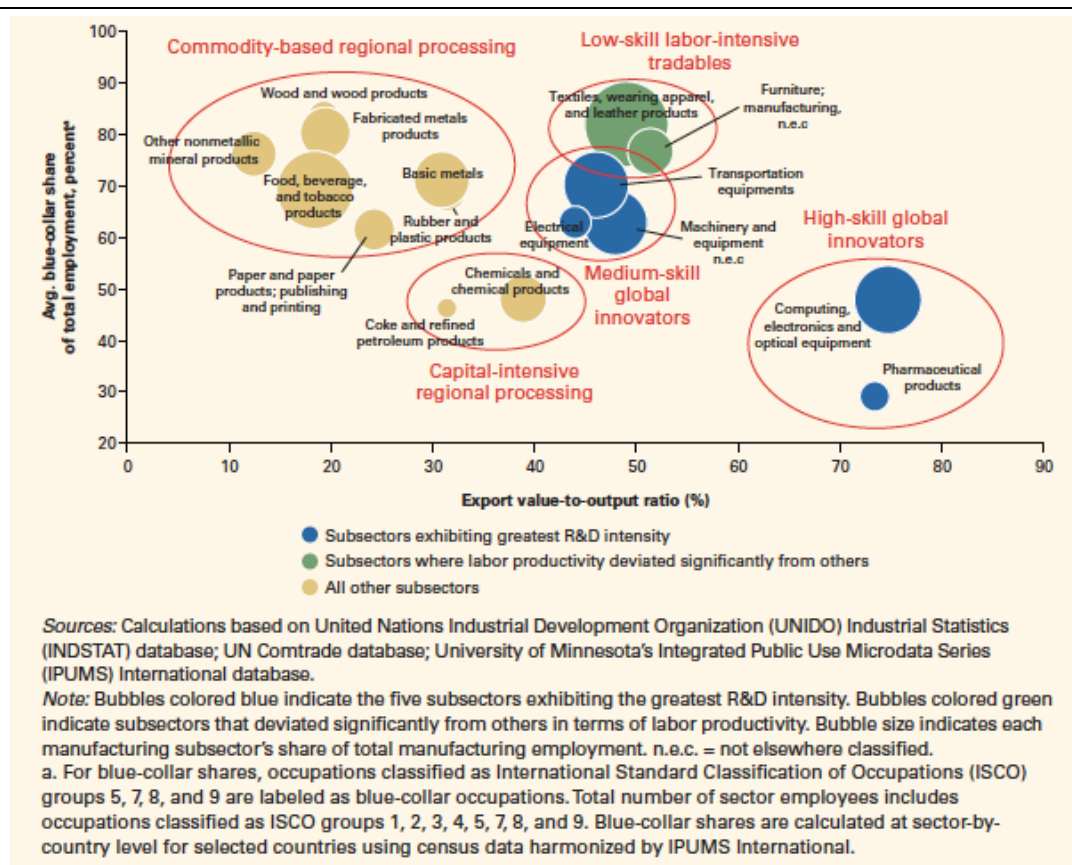 100
90
80
70
60
50
40
30
20
Avg. blue-collar share
of total employment, percentᵃ
Commodity-based regional processing
Wood and wood products
Fabricated metals
products
Other nonmetallic
mineral products
Food, beverage,
and tobacco
products
Basic metals
Rubber and
plastic products
Paper and paper
products; publishing
and printing
Low-skill labor-intensive
tradables
Textiles, wearing apparel,
and leather products
Furniture;
manufacturing,
n.e.c
Transportation
equipments
Electrical
equipment
Machinery and
equipment
n.e.c
Medium-skill
global
innovators
Chemicals and
chemical products
Coke and refined
petroleum products
Capital-intensive
regional processing
High-skill global
innovators
Computing,
electronics and
optical equipment
Pharmaceutical
products
0 10 20 30 40 50 60 70 80 90
Export value-to-output ratio (%)
Subsectors exhibiting greatest R&D intensity
Subsectors where labor productivity deviated significantly from others
All other subsectors
Sources: Calculations based on United Nations Industrial Development Organization (UNIDO) Industrial Statistics
(INDSTAT) database; UN Comtrade database; University of Minnesota's Integrated Public Use Microdata Series
(IPUMS) International database.
Note: Bubbles colored blue indicate the five subsectors exhibiting the greatest R&D intensity. Bubbles colored green
indicate subsectors that deviated significantly from others in terms of labor productivity. Bubble size indicates each
manufacturing subsector's share of total manufacturing employment. n.e.c. = not elsewhere classified.
a. For blue-collar shares, occupations classified as International Standard Classification of Occupations (ISCO)
groups 5, 7, 8, and 9 are labeled as blue-collar occupations. Total number of sector employees includes
occupations classified as ISCO groups 1, 2, 3, 4, 5, 7, 8, and 9. Blue-collar shares are calculated at sector-by-
country level for selected countries using census data harmonized by IPUMS International.